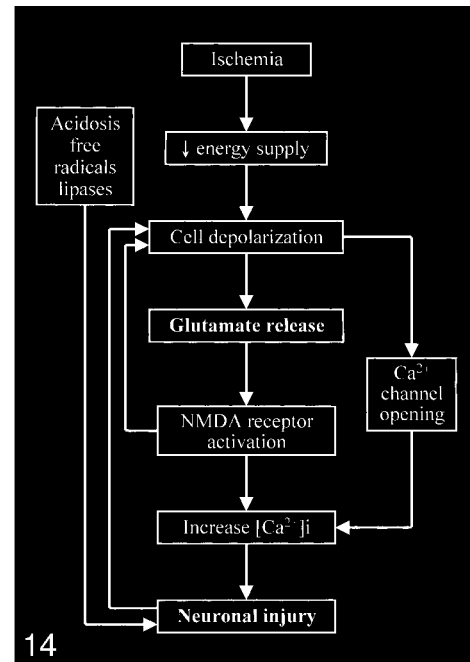 Ischemia
Acidosis
free
radicals
lipases
↓ energy supply
Cell depolarization
Glutamate release
Ca²⁺
channel
opening
NMDA receptor
activation
Increase [Ca²⁺]i
Neuronal injury
14